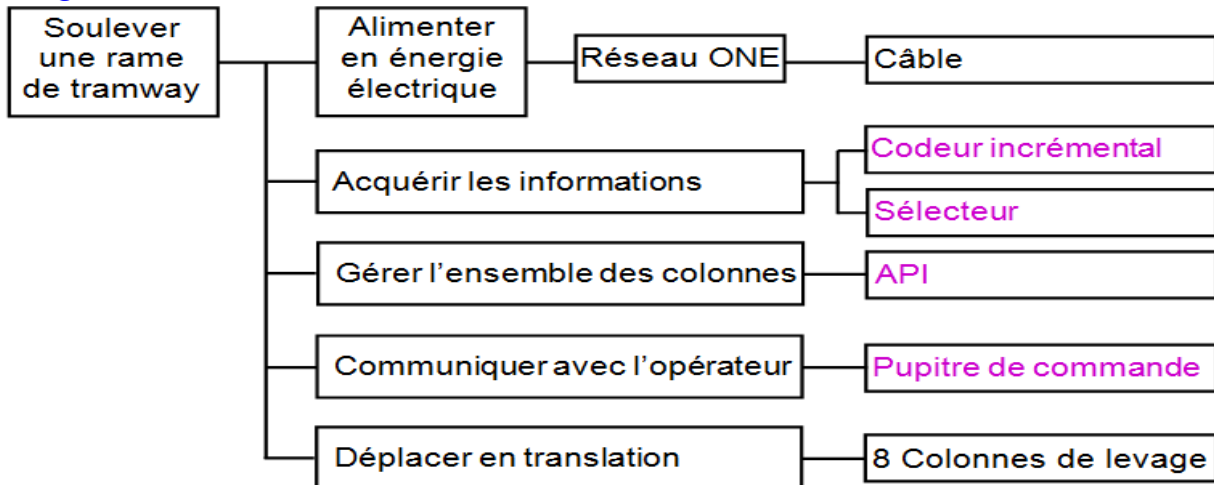 Soulever
une rame
de tramway
Alimenter
en énergie
électrique
Réseau ONE
Câble
Acquérir les informations
Codeur incrémental
Sélecteur
Gérer l'ensemble des colonnes
API
Communiquer avec l'opérateur
Pupitre de commande
Déplacer en translation
8 Colonnes de levage